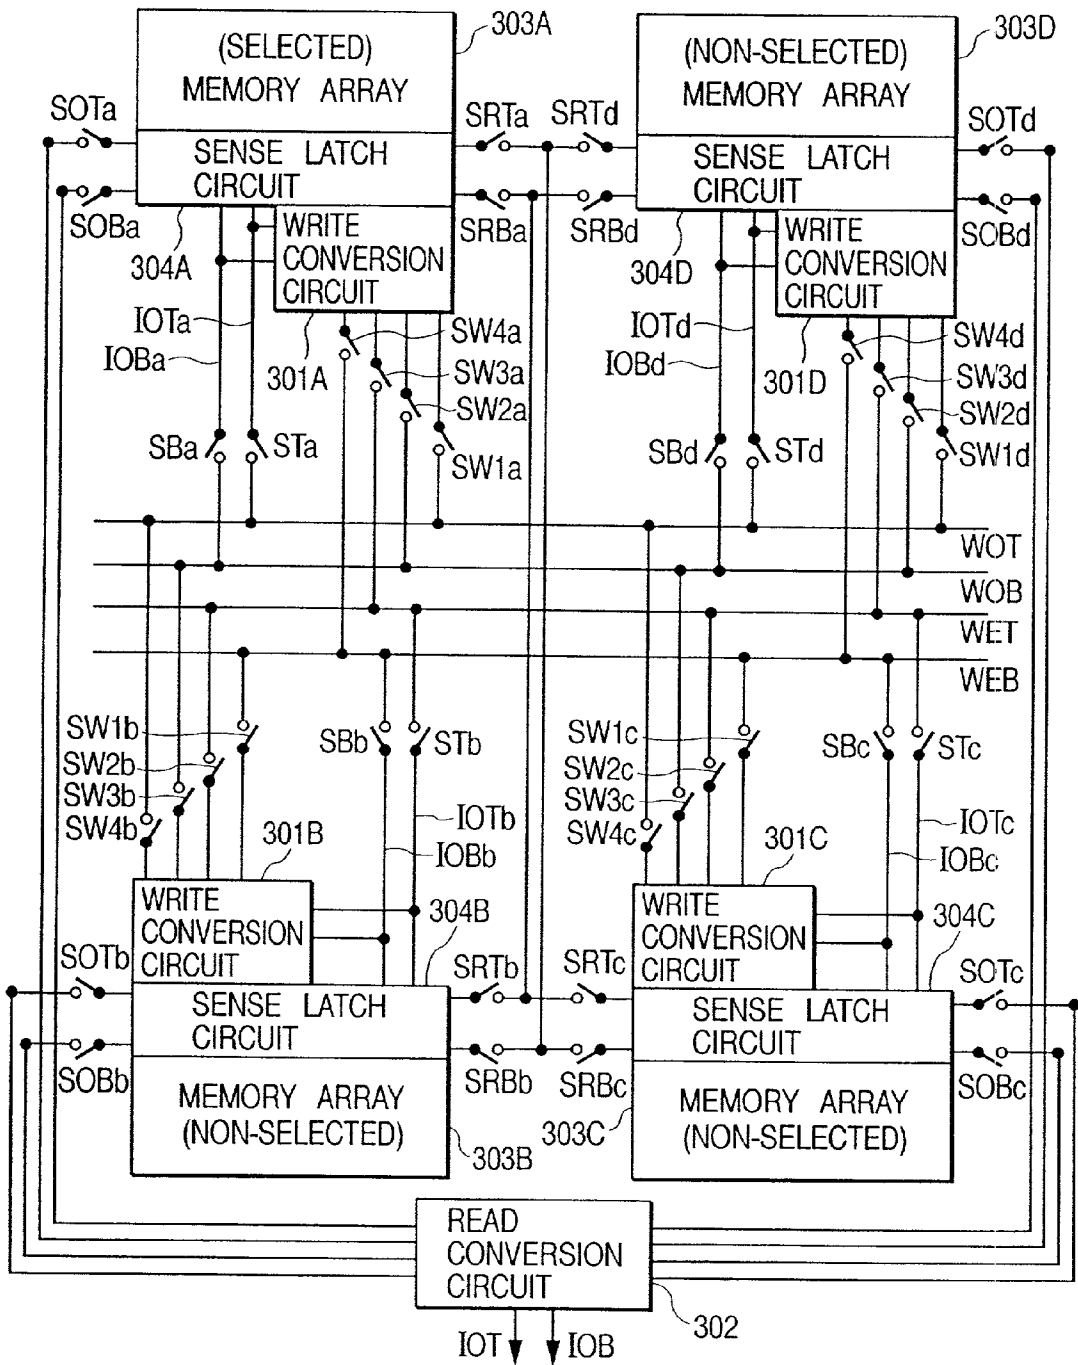 303A
303D
(SELECTED)
MEMORY ARRAY
(NON-SELECTED)
MEMORY ARRAY
SOTa
SRTa
SRTd
SOTd
SENSE LATCH
CIRCUIT
SENSE LATCH
CIRCUIT
SOBa
SRBa
SRBd
SOBd
WRITE
CONVERSION
CIRCUIT
WRITE
CONVERSION
CIRCUIT
304A
304D
IOTa
IOBa
IOTd
IOBd
301A
301D
SW4a
SW3a
SW2a
SW1a
SW4d
SW3d
SW2d
SW1d
SBa
STa
SBd
STd
WOT
WOB
WET
WEB
SW1b
SW2b
SW3b
SW4b
SBb
STb
SW1c
SW2c
SW3c
SW4c
SBc
STc
IOTb
IOBb
IOTc
IOBc
301B
301C
304B
304C
WRITE
CONVERSION
CIRCUIT
WRITE
CONVERSION
CIRCUIT
SOTb
SRTb
SRTc
SOTc
SENSE LATCH
CIRCUIT
SENSE LATCH
CIRCUIT
SOBb
SRBb
SRBc
SOBc
MEMORY ARRAY
(NON-SELECTED)
MEMORY ARRAY
(NON-SELECTED)
303B
303C
READ
CONVERSION
CIRCUIT
302
IOT
IOB